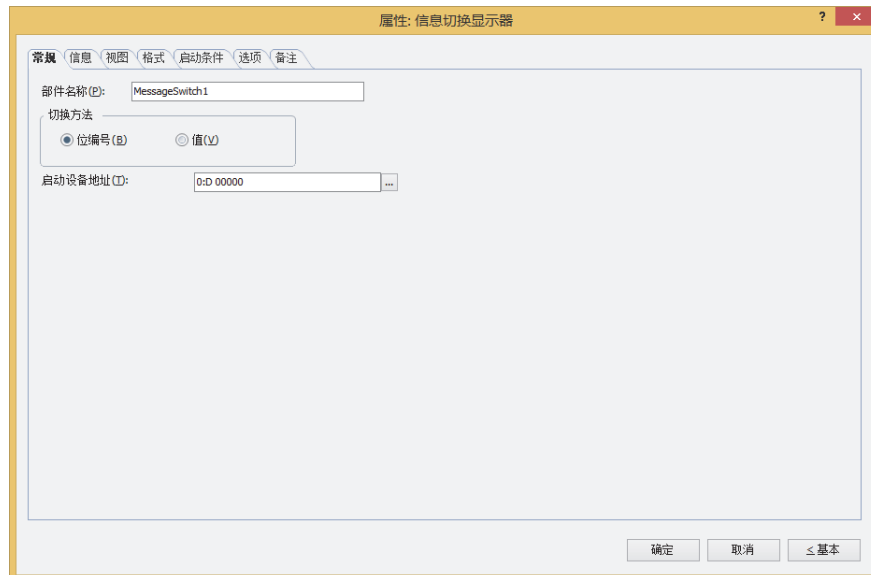 属性: 信息切换显示器 ? ×
常规 信息 视图 格式 启动条件 选项 备注
部件名称(P): MessageSwitch1
切换方法
位编号(B) 值(V)
启动设备地址(T): 0:D 00000 ...
确定 取消 ≤基本